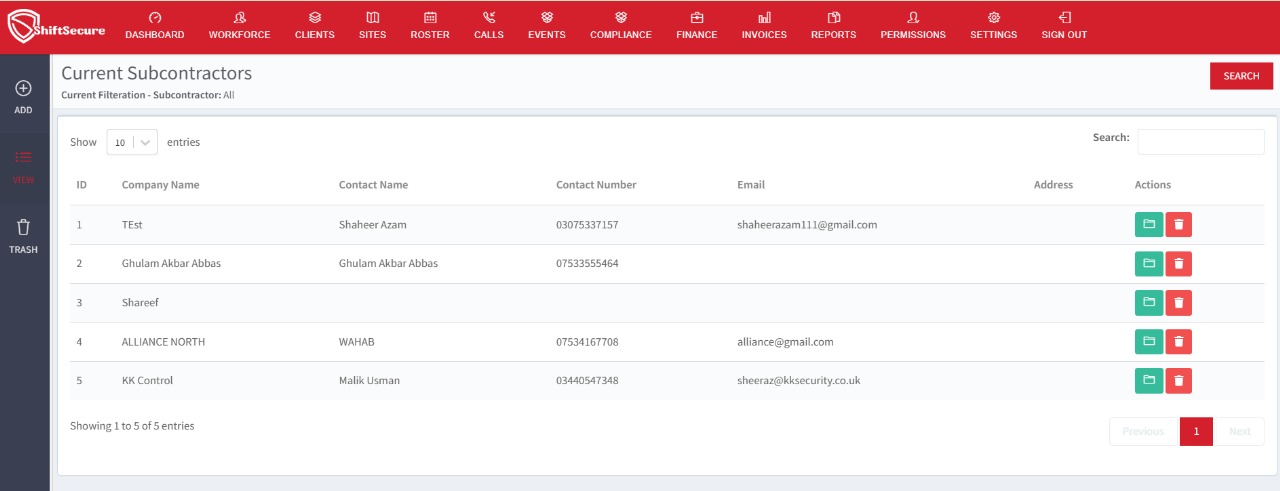 ShiftSecure
DASHBOARD WORKFORCE CLIENTS SITES ROSTER CALLS EVENTS COMPLIANCE FINANCE INVOICES REPORTS PERMISSIONS SETTINGS SIGN OUT
ADD
VIEW
TRASH
Current Subcontractors
Current Filteration - Subcontractor: All
SEARCH
Show 10 entries
Search:
ID Company Name Contact Name Contact Number Email Address Actions
1 TEst Shaheer Azam 03075337157 shaheerazam111@gmail.com
2 Ghulam Akbar Abbas Ghulam Akbar Abbas 07533555464
3 Shareef
4 ALLIANCE NORTH WAHAB 07534167708 alliance@gmail.com
5 KK Control Malik Usman 03440547348 sheeraz@kksecurity.co.uk
Showing 1 to 5 of 5 entries
Previous 1 Next